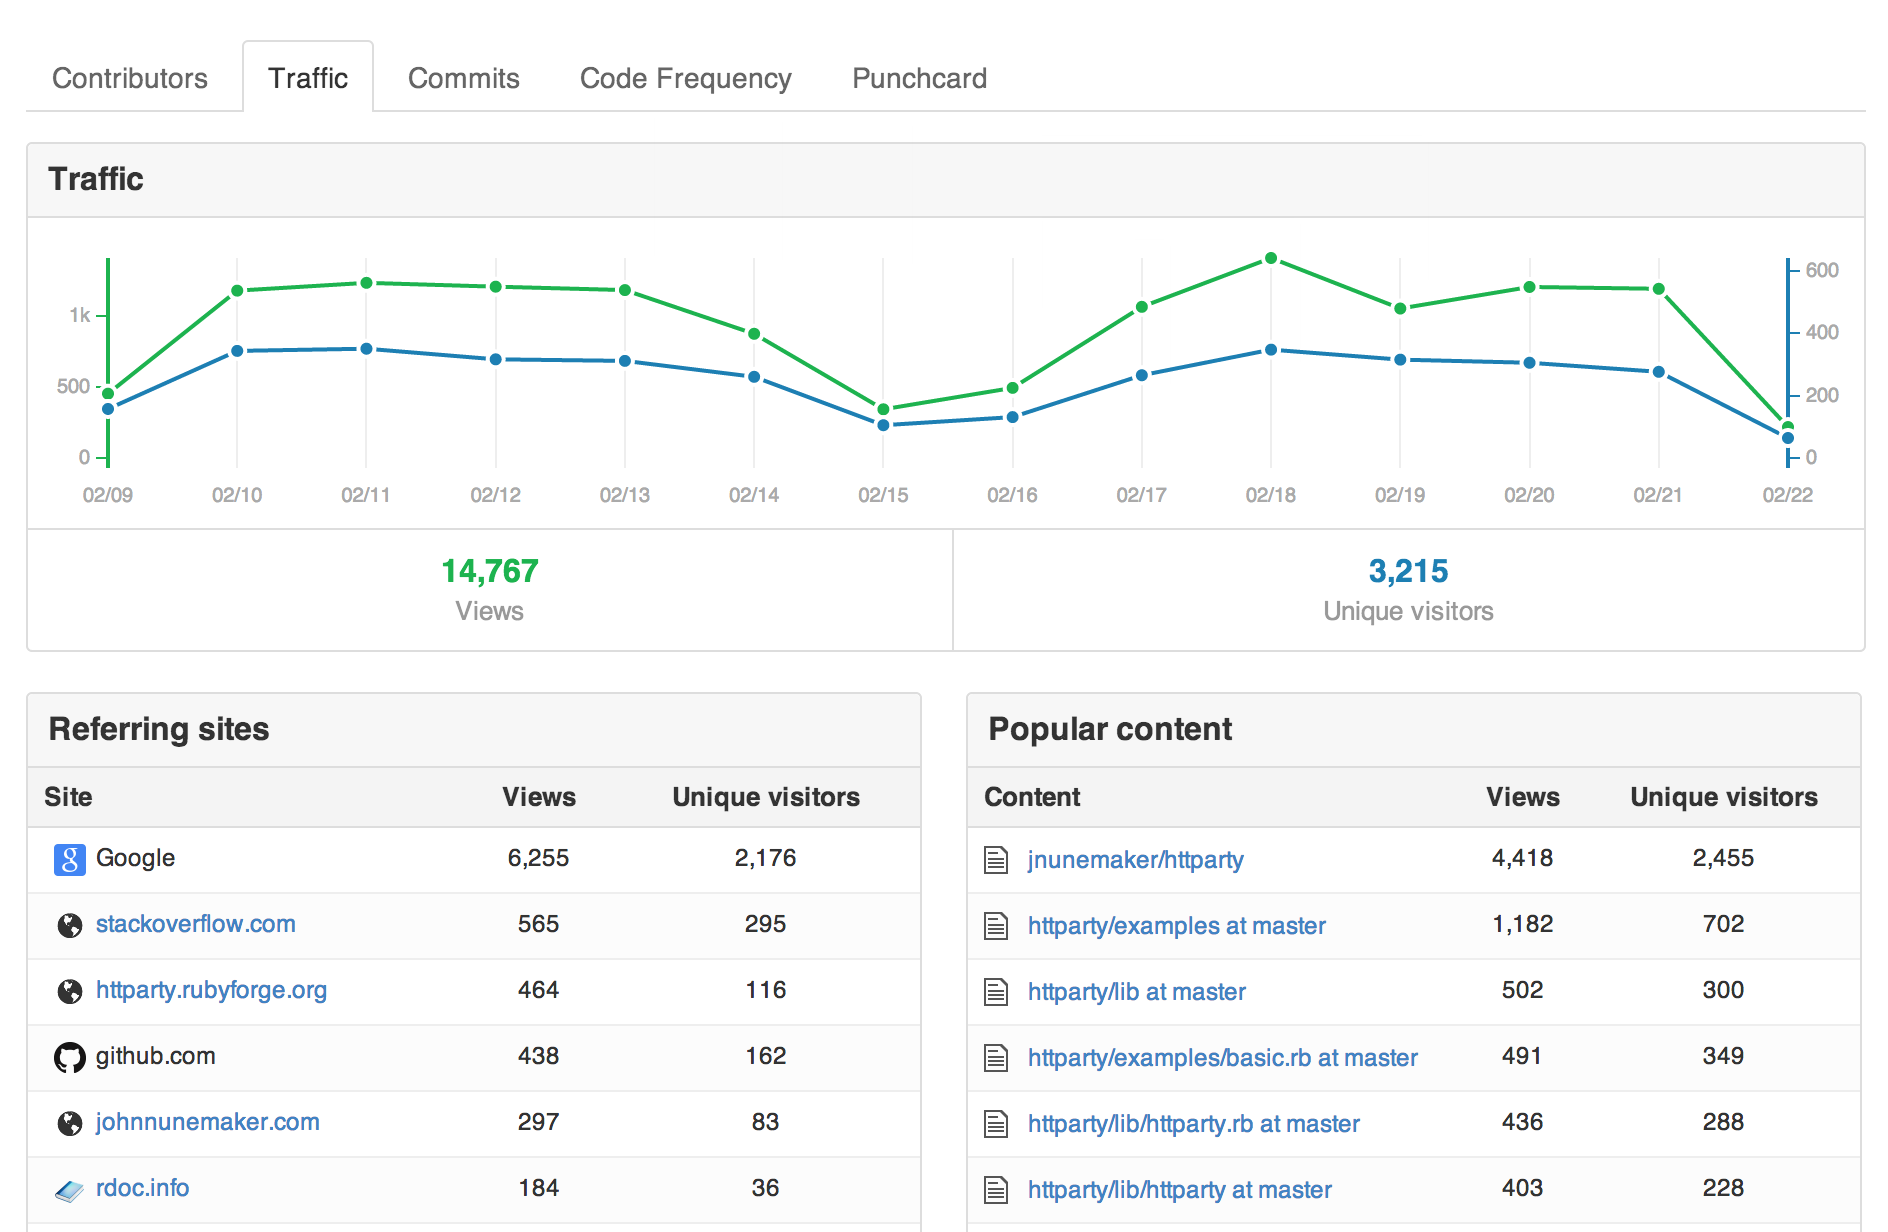 Contributors Traffic Commits Code Frequency Punchcard
Traffic
1k
500
0
600
400
200
0
02/09 02/10 02/11 02/12 02/13 02/14 02/15 02/16 02/17 02/18 02/19 02/20 02/21 02/22
14,767
Views
3,215
Unique visitors
Referring sites
Site Views Unique visitors
g Google 6,255 2,176
stackoverflow.com 565 295
httparty.rubyforge.org 464 116
github.com 438 162
johnnunemaker.com 297 83
rdoc.info 184 36
Popular content
Content Views Unique visitors
jnunemaker/httparty 4,418 2,455
httparty/examples at master 1,182 702
httparty/lib at master 502 300
httparty/examples/basic.rb at master 491 349
httparty/lib/httparty.rb at master 436 288
httparty/lib/httparty at master 403 228